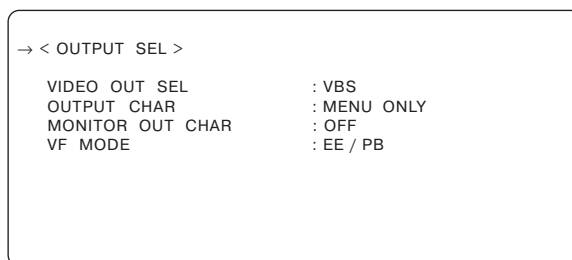 → < OUTPUT SEL >
VIDEO OUT SEL : VBS
OUTPUT CHAR : MENU ONLY
MONITOR OUT CHAR : OFF
VF MODE : EE / PB